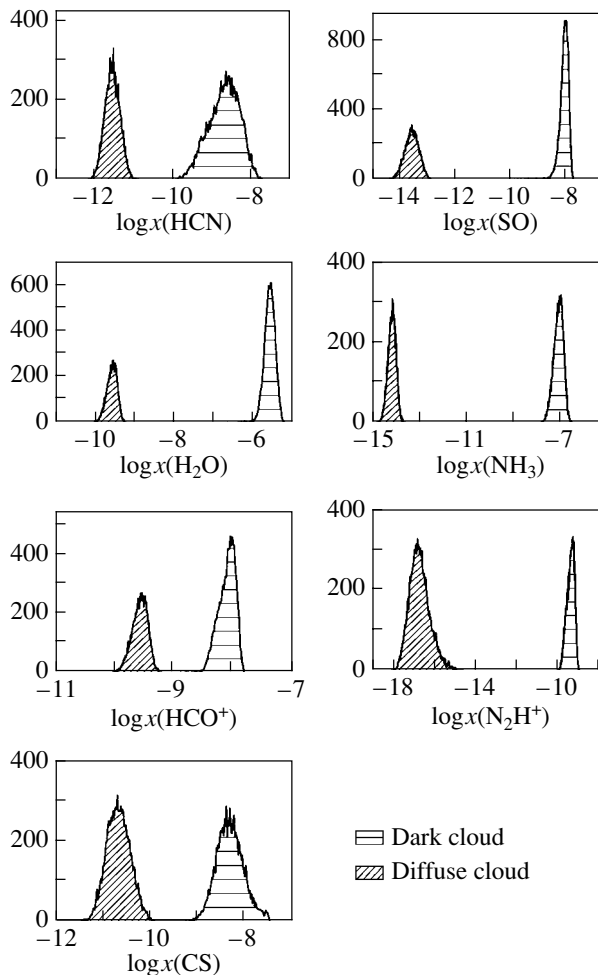 400
200
0
−12 −10 −8
log x(HCN)
800
400
0
−14 −12 −10 −8
log x(SO)
600
400
200
0
−10 −8 −6
log x(H₂O)
400
200
0
−15 −11 −7
log x(NH₃)
400
200
0
−11 −9 −7
log x(HCO⁺)
400
200
0
−18 −14 −10
log x(N₂H⁺)
400
200
0
−12 −10 −8
log x(CS)
Dark cloud
Diffuse cloud